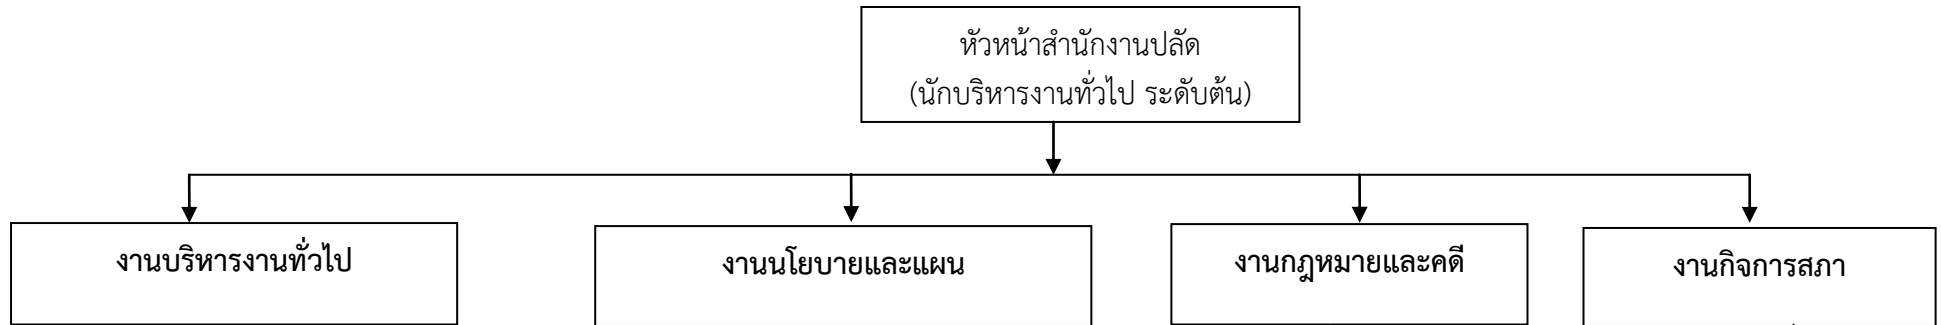 หัวหน้าสำนักงานปลัด
(นักบริหารงานทั่วไป ระดับต้น)
งานบริหารงานทั่วไป
งานนโยบายและแผน
งานกฎหมายและคดี
งานกิจการสภา